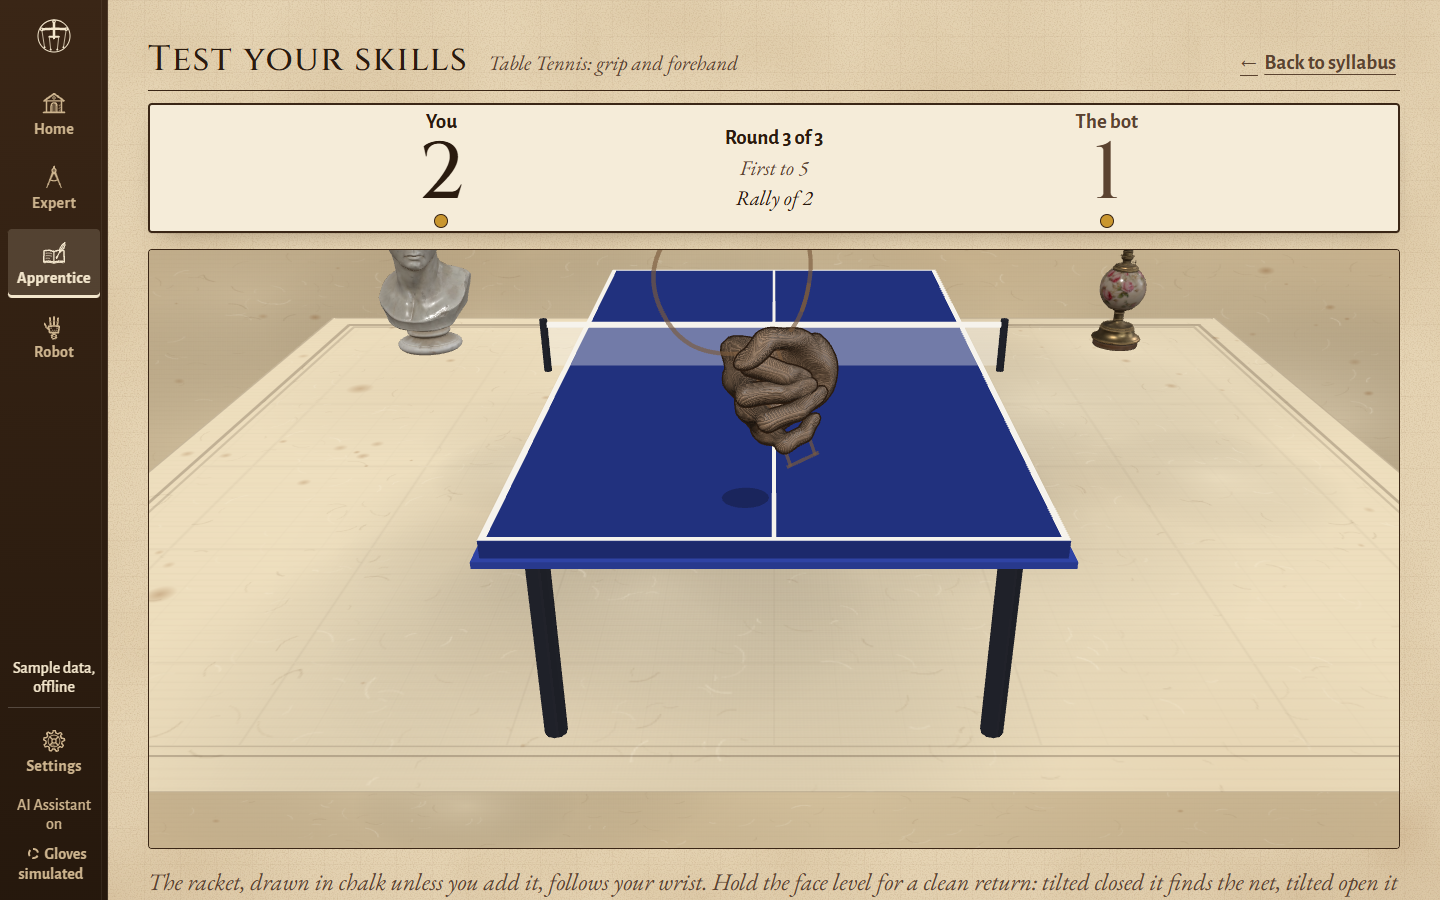 Test your skills
Table Tennis: grip and forehand
← Back to syllabus
Home
Expert
Apprentice
Robot
Sample data,
offline
Settings
AI Assistant
on
Gloves
simulated
You
2
Round 3 of 3
First to 5
Rally of 2
The bot
1
The racket, drawn in chalk unless you add it, follows your wrist. Hold the face level for a clean return: tilted closed it finds the net, tilted open it